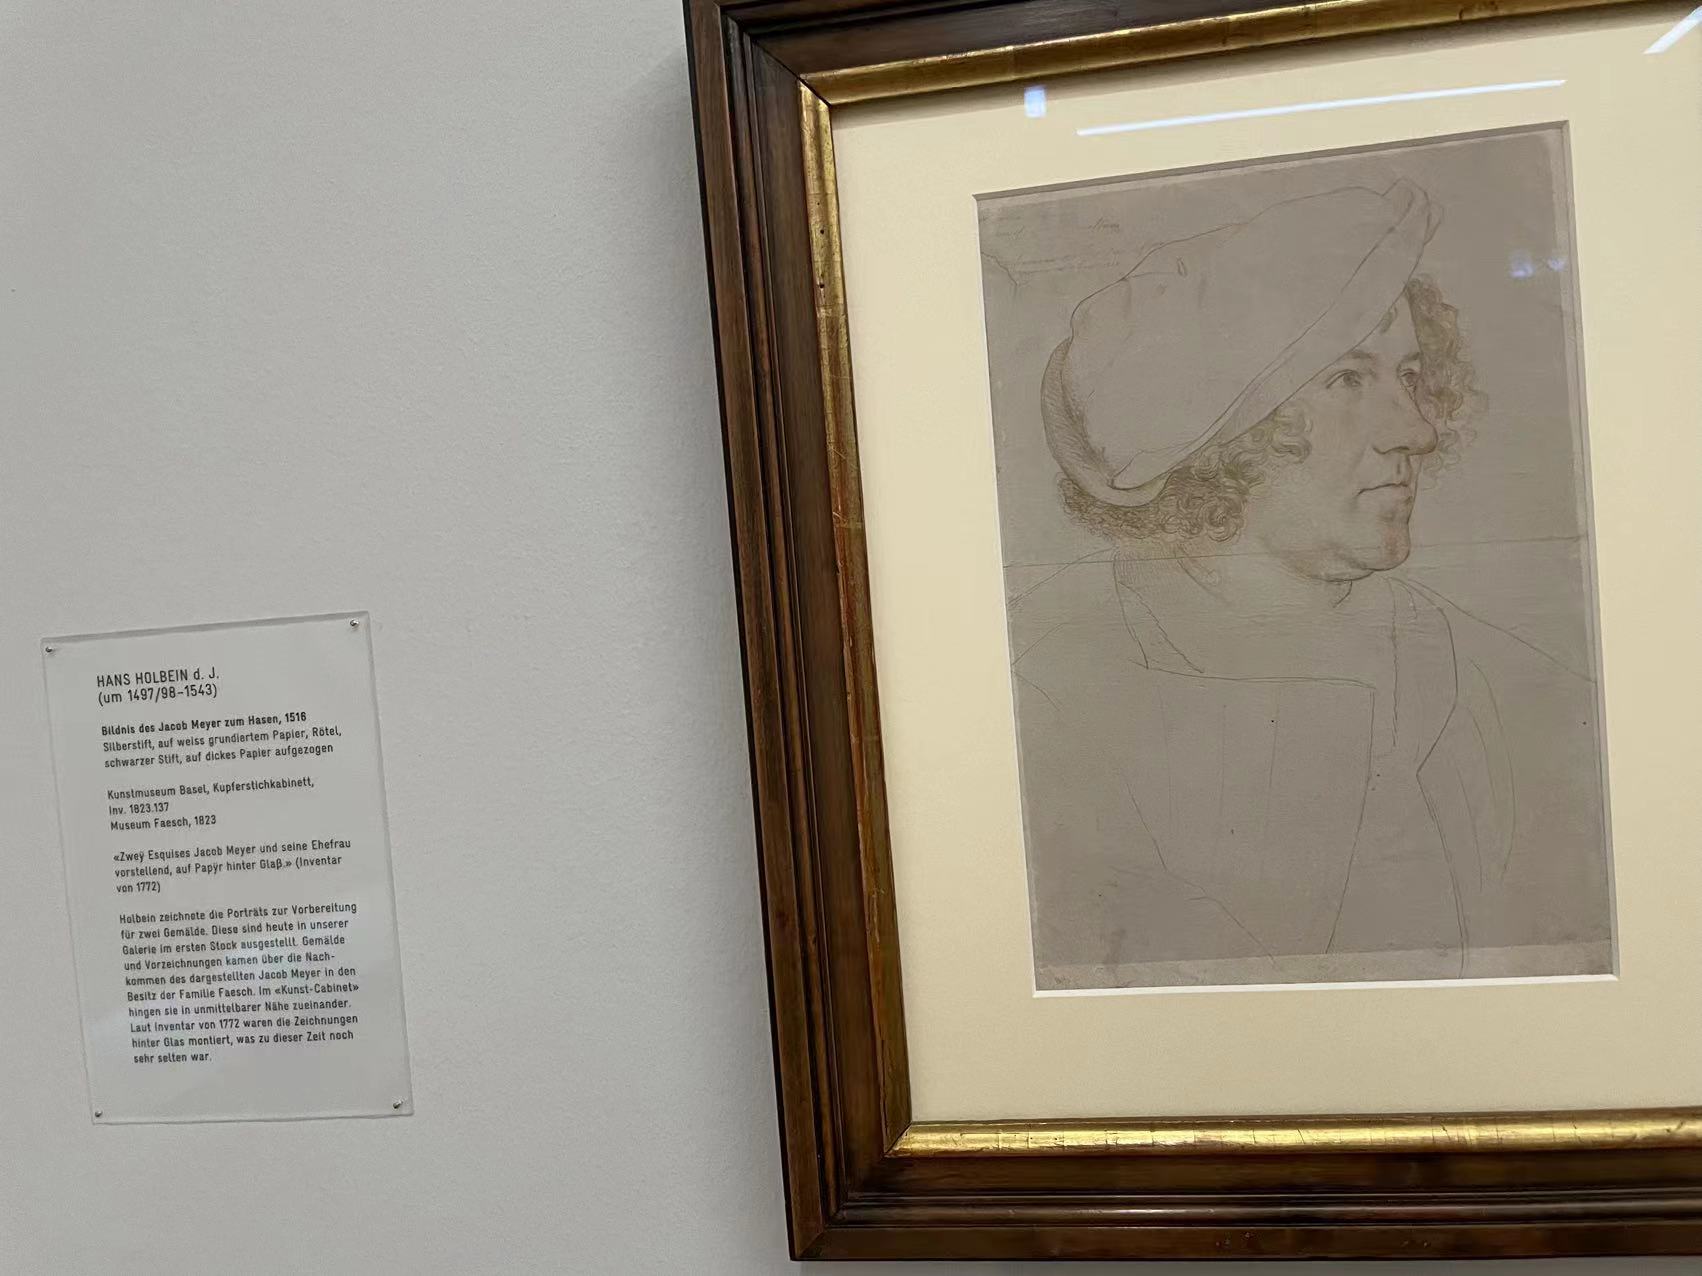 HANS HOLBEIN d. J.
(um 1497/98–1543)
Bildnis des Jacob Meyer zum Hasen, 1516
Silberstift, auf weiss grundiertem Papier, Rötel,
schwarzer Stift, auf dickes Papier aufgezogen
Kunstmuseum Basel, Kupferstichkabinett,
Inv. 1823.137
Museum Faesch, 1823
«Zweÿ Esquises Jacob Meyer und seine Ehefrau
vorstellend, auf Papÿr hinter Glaβ.» (Inventar
von 1772)
Holbein zeichnete die Porträts zur Vorbereitung
für zwei Gemälde. Diese sind heute in unserer
Galerie im ersten Stock ausgestellt. Gemälde
und Vorzeichnungen kamen über die Nach-
kommen des dargestellten Jacob Meyer in den
Besitz der Familie Faesch. Im «Kunst-Cabinet»
hingen sie in unmittelbarer Nähe zueinander.
Laut Inventar von 1772 waren die Zeichnungen
hinter Glas montiert, was zu dieser Zeit noch
sehr selten war.